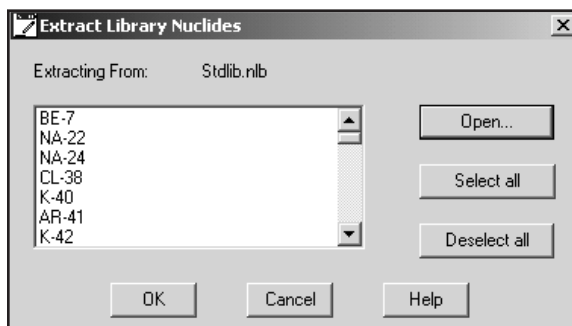 Extract Library Nuclides
Extracting From: Stdlib.nlb
BE-7
NA-22
NA-24
CL-38
K-40
AR-41
K-42
Open...
Select all
Deselect all
OK Cancel Help